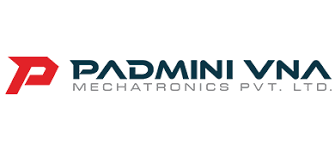 PADMINI VNA
MECHATRONICS PVT. LTD.